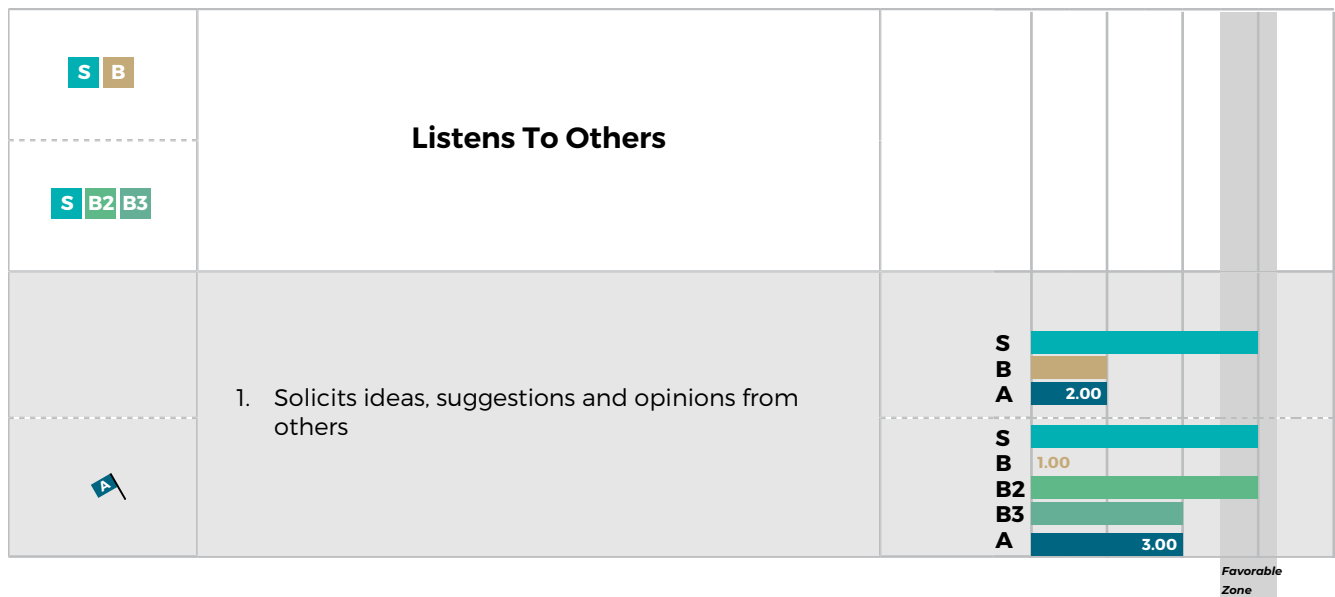 S B
Listens To Others
S B2 B3
1. Solicits ideas, suggestions and opinions from
others
S
B
A 2.00
A
S
B 1.00
B2
B3
A 3.00
Favorable
Zone